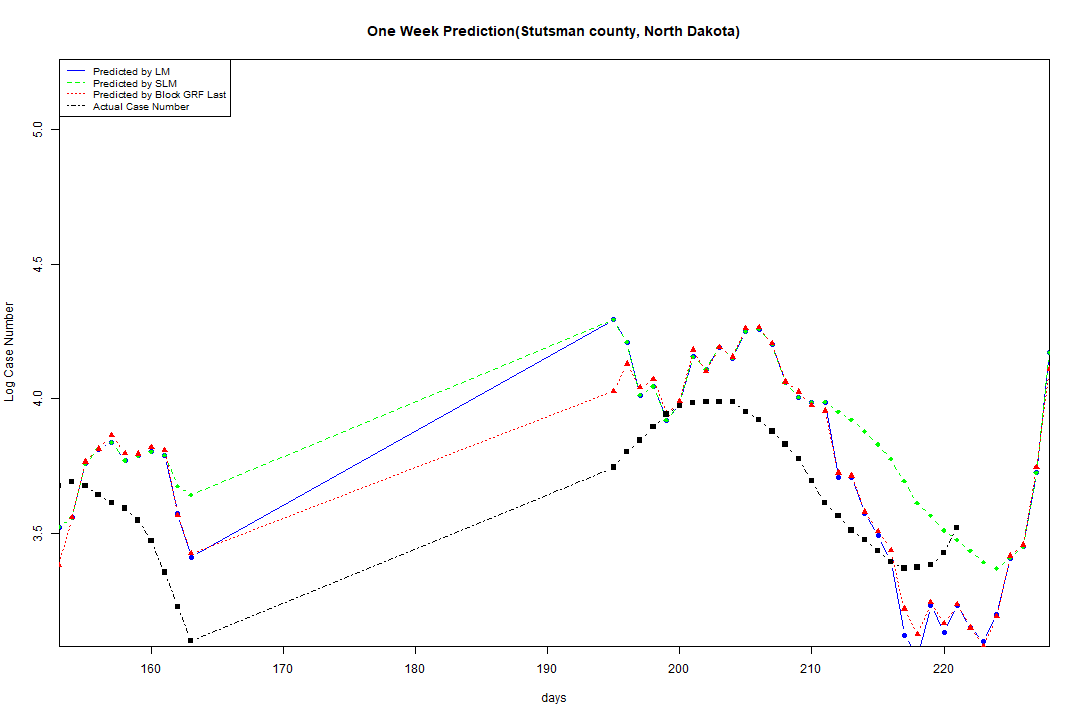 One Week Prediction(Stutsman county, North Dakota)
Predicted by LM
Predicted by SLM
Predicted by Block GRF Last
Actual Case Number
5.0
4.5
4.0
3.5
Log Case Number
160 170 180 190 200 210 220
days